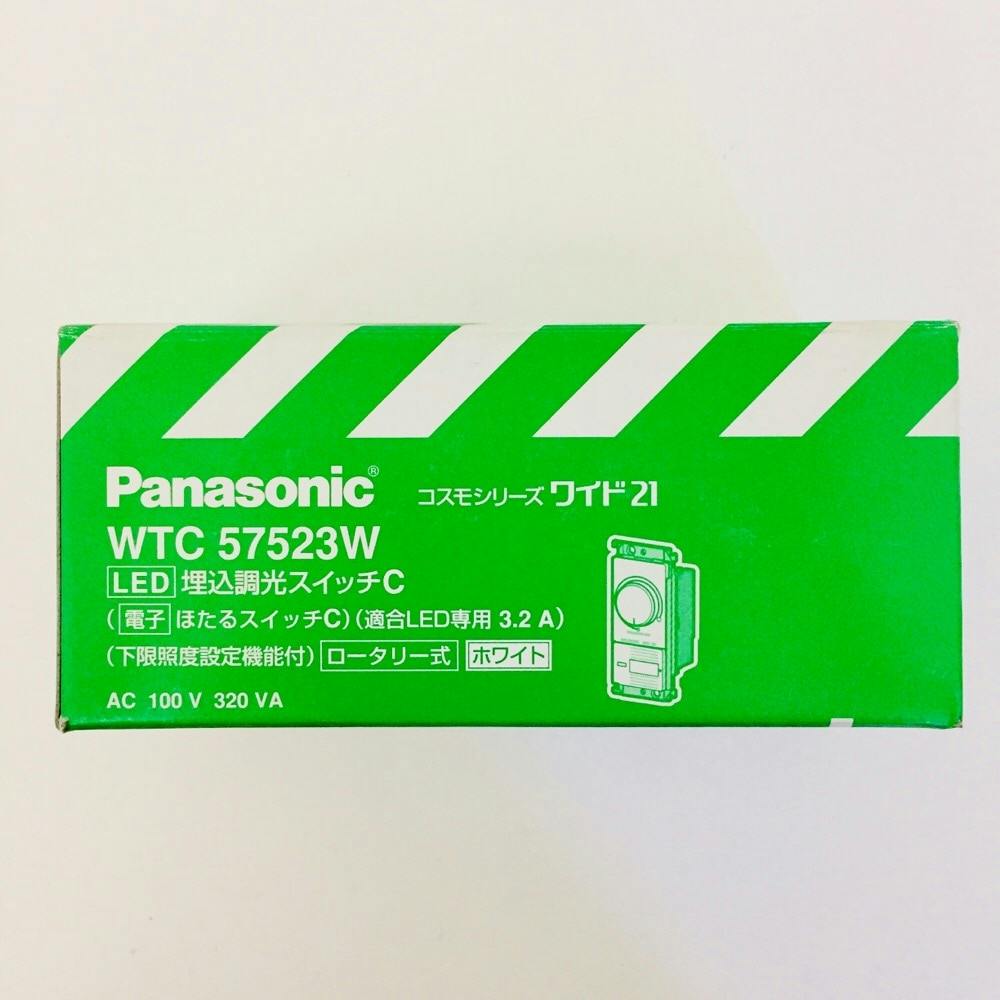 Panasonic® コスモシリーズ ワイド21
WTC 57523W
LED 埋込調光スイッチC
(電子 ほたるスイッチC)(適合LED専用 3.2 A)
(下限照度設定機能付) ロータリー式 ホワイト
AC 100 V 320 VA